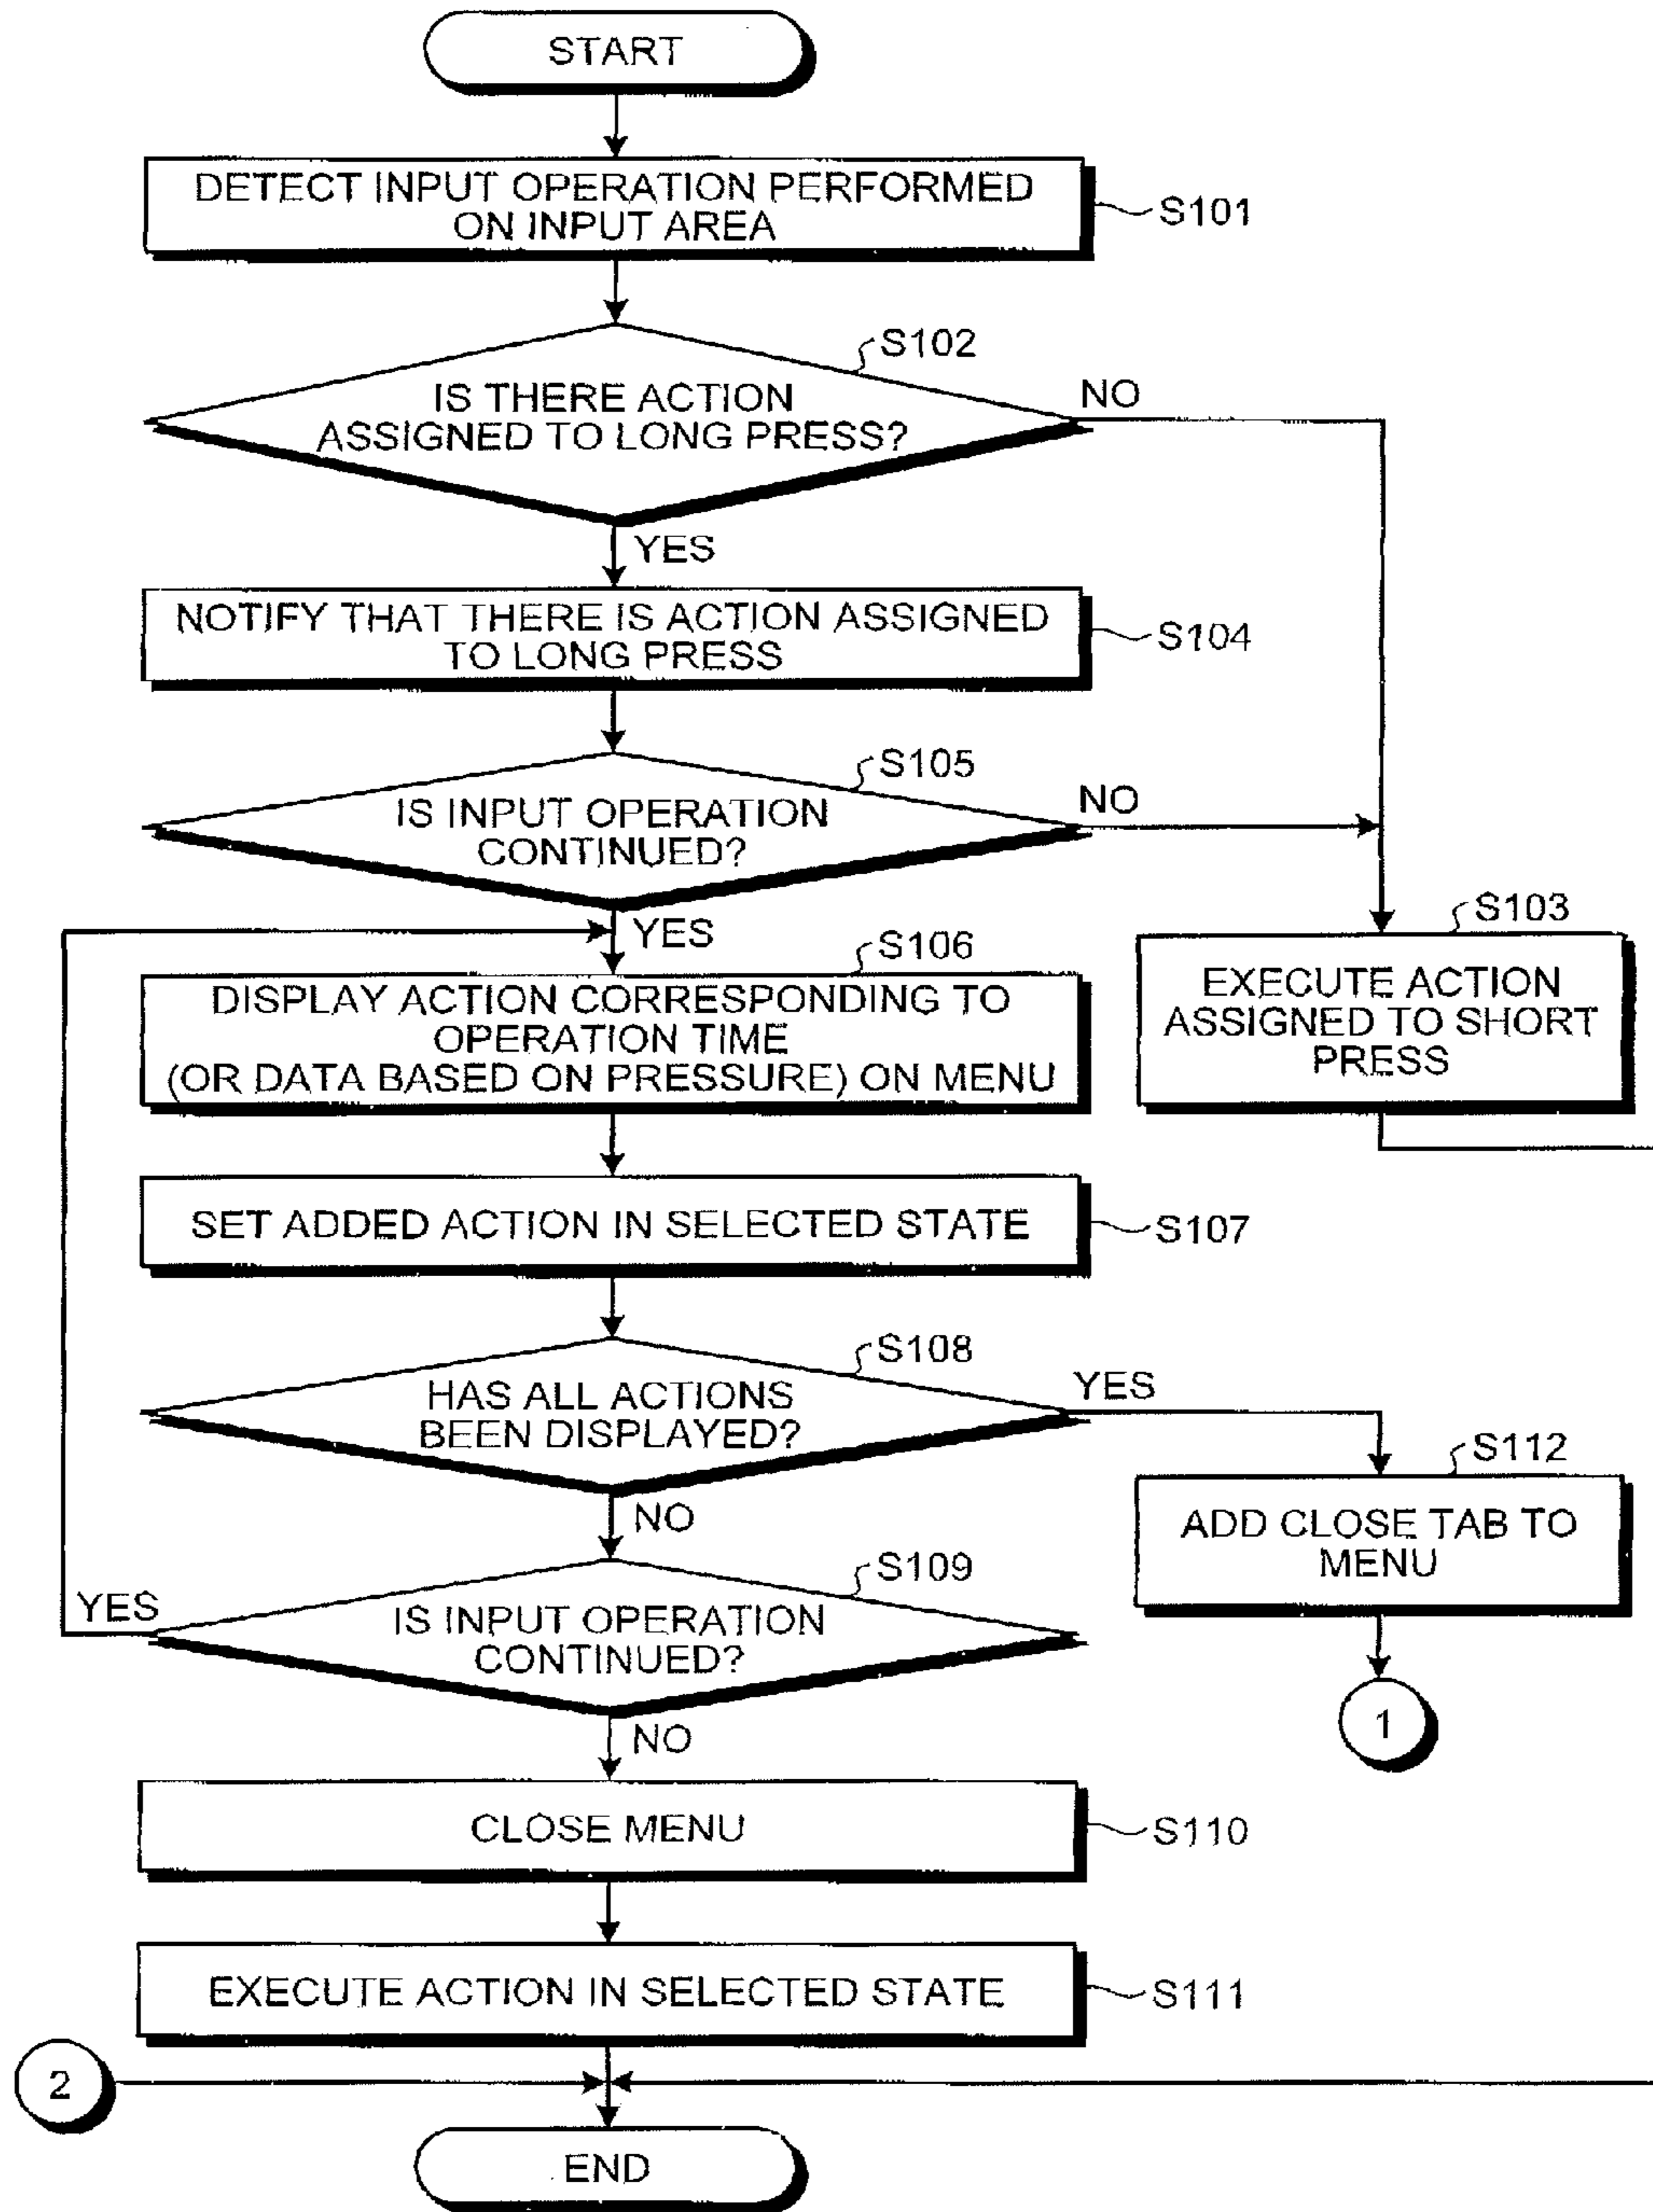 START
DETECT INPUT OPERATION PERFORMED
ON INPUT AREA
S101
S102
IS THERE ACTION
ASSIGNED TO LONG PRESS?
NO
YES
NOTIFY THAT THERE IS ACTION ASSIGNED
TO LONG PRESS
S104
S105
IS INPUT OPERATION
CONTINUED?
NO
YES
S103
EXECUTE ACTION
ASSIGNED TO SHORT
PRESS
S106
DISPLAY ACTION CORRESPONDING TO
OPERATION TIME
(OR DATA BASED ON PRESSURE) ON MENU
SET ADDED ACTION IN SELECTED STATE
S107
S108
HAS ALL ACTIONS
BEEN DISPLAYED?
YES
NO
S112
ADD CLOSE TAB TO
MENU
1
S109
IS INPUT OPERATION
CONTINUED?
YES
NO
CLOSE MENU
S110
EXECUTE ACTION IN SELECTED STATE
S111
2
END